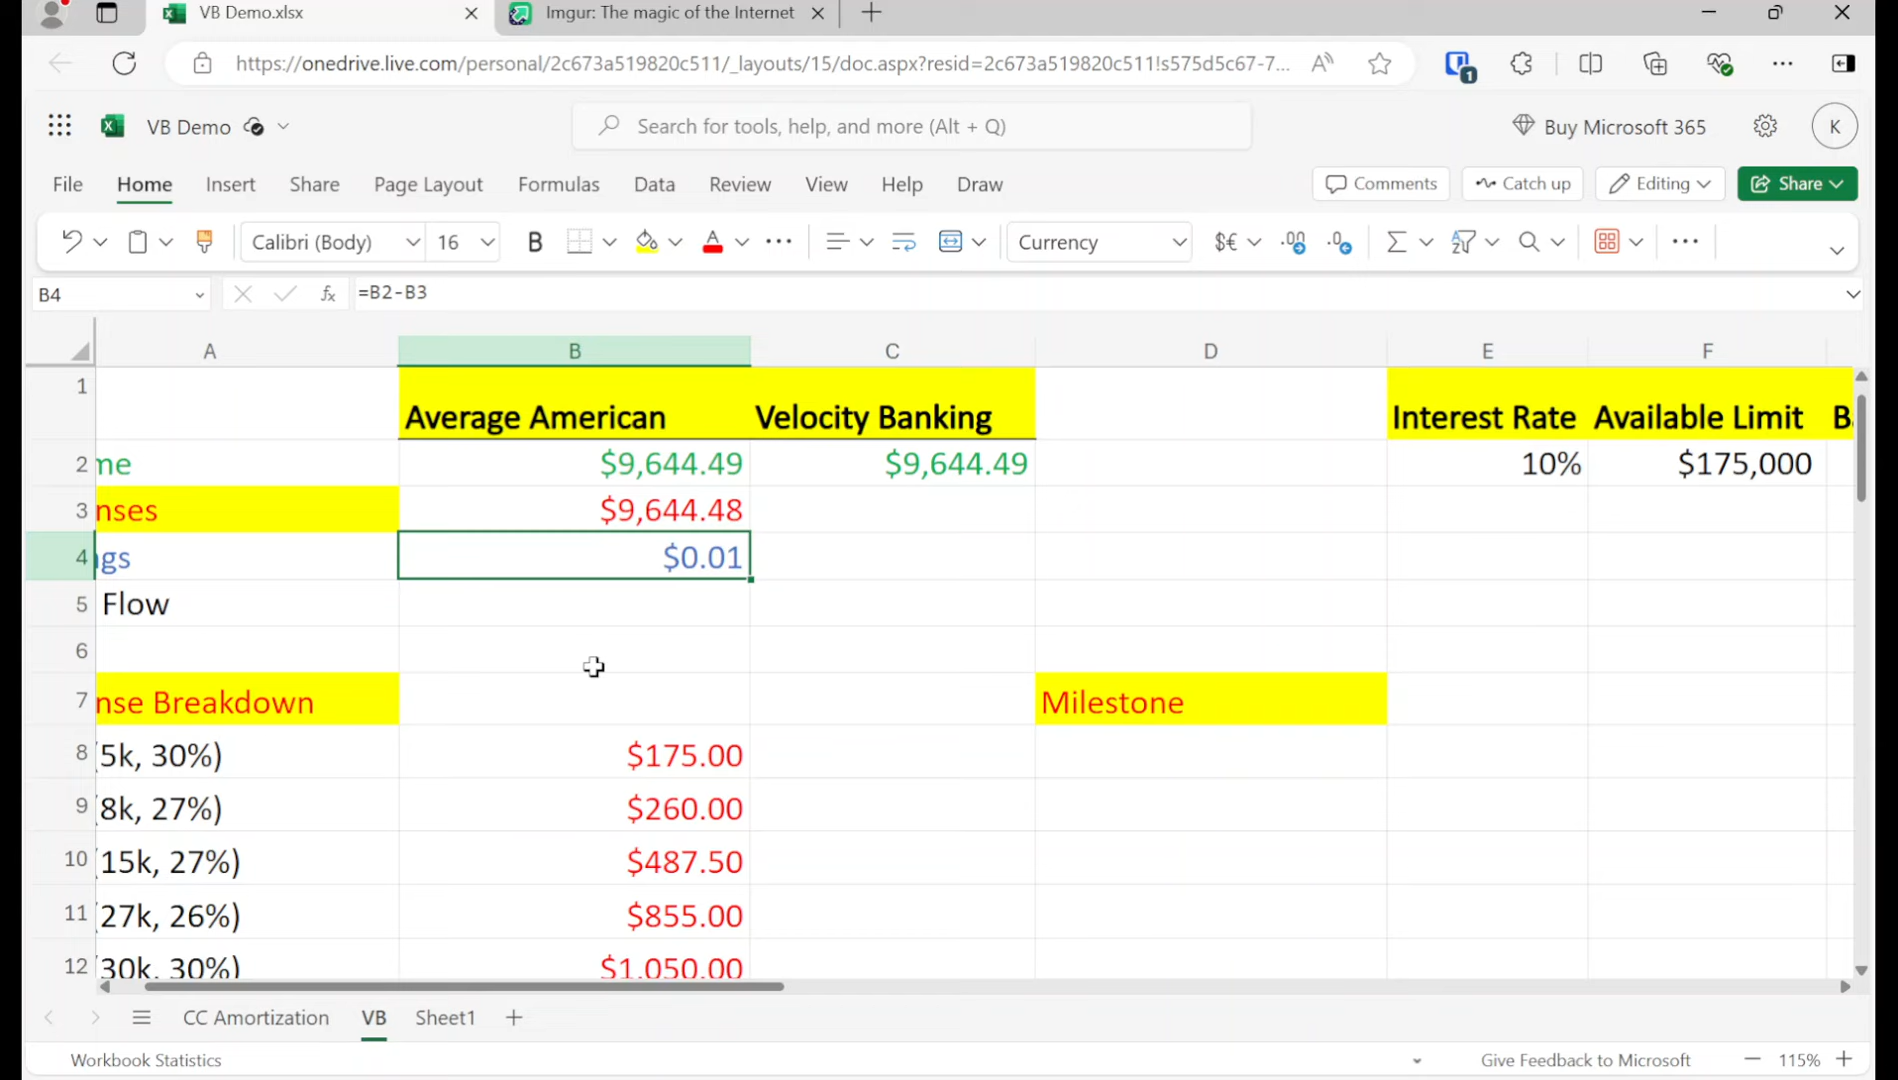 VB Demo.xlsx
Imgur: The magic of the Internet
https://onedrive.live.com/personal/2c673a519820c511/_layouts/15/doc.aspx?resid=2c673a519820c511!s575d5c67-7...
1
VB Demo
Search for tools, help, and more (Alt + Q)
Buy Microsoft 365
K
File Home Insert Share Page Layout Formulas Data Review View Help Draw
Comments Catch up Editing Share
Calibri (Body) 16 B A Currency $€
B4 fx =B2-B3
A B C D E F
1 Average American Velocity Banking Interest Rate Available Limit
2 me $9,644.49 $9,644.49 10% $175,000
3 nses $9,644.48
4 gs $0.01
5 Flow
6
7 nse Breakdown Milestone
8 (5k, 30%) $175.00
9 (8k, 27%) $260.00
10 (15k, 27%) $487.50
11 (27k, 26%) $855.00
12 (30k, 30%) $1,050.00
CC Amortization VB Sheet1
Workbook Statistics Give Feedback to Microsoft 115%